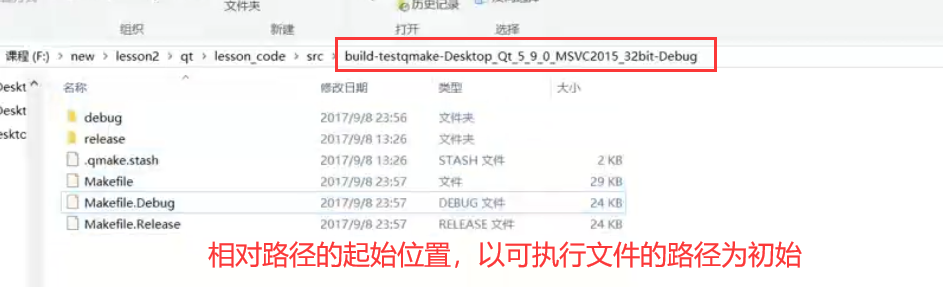 文件夹
历史记录
组织 新建 打开 选择
课程 (F:) > new > lesson2 > qt > lesson_code > src > build-testqmake-Desktop_Qt_5_9_0_MSVC2015_32bit-Debug
名称 修改日期 类型 大小
debug 2017/9/8 23:56 文件夹
release 2017/9/8 13:26 文件夹
.qmake.stash 2017/9/8 13:26 STASH 文件 2 KB
Makefile 2017/9/8 23:57 文件 29 KB
Makefile.Debug 2017/9/8 23:57 DEBUG 文件 24 KB
Makefile.Release 2017/9/8 23:57 RELEASE 文件 24 KB
相对路径的起始位置，以可执行文件的路径为初始